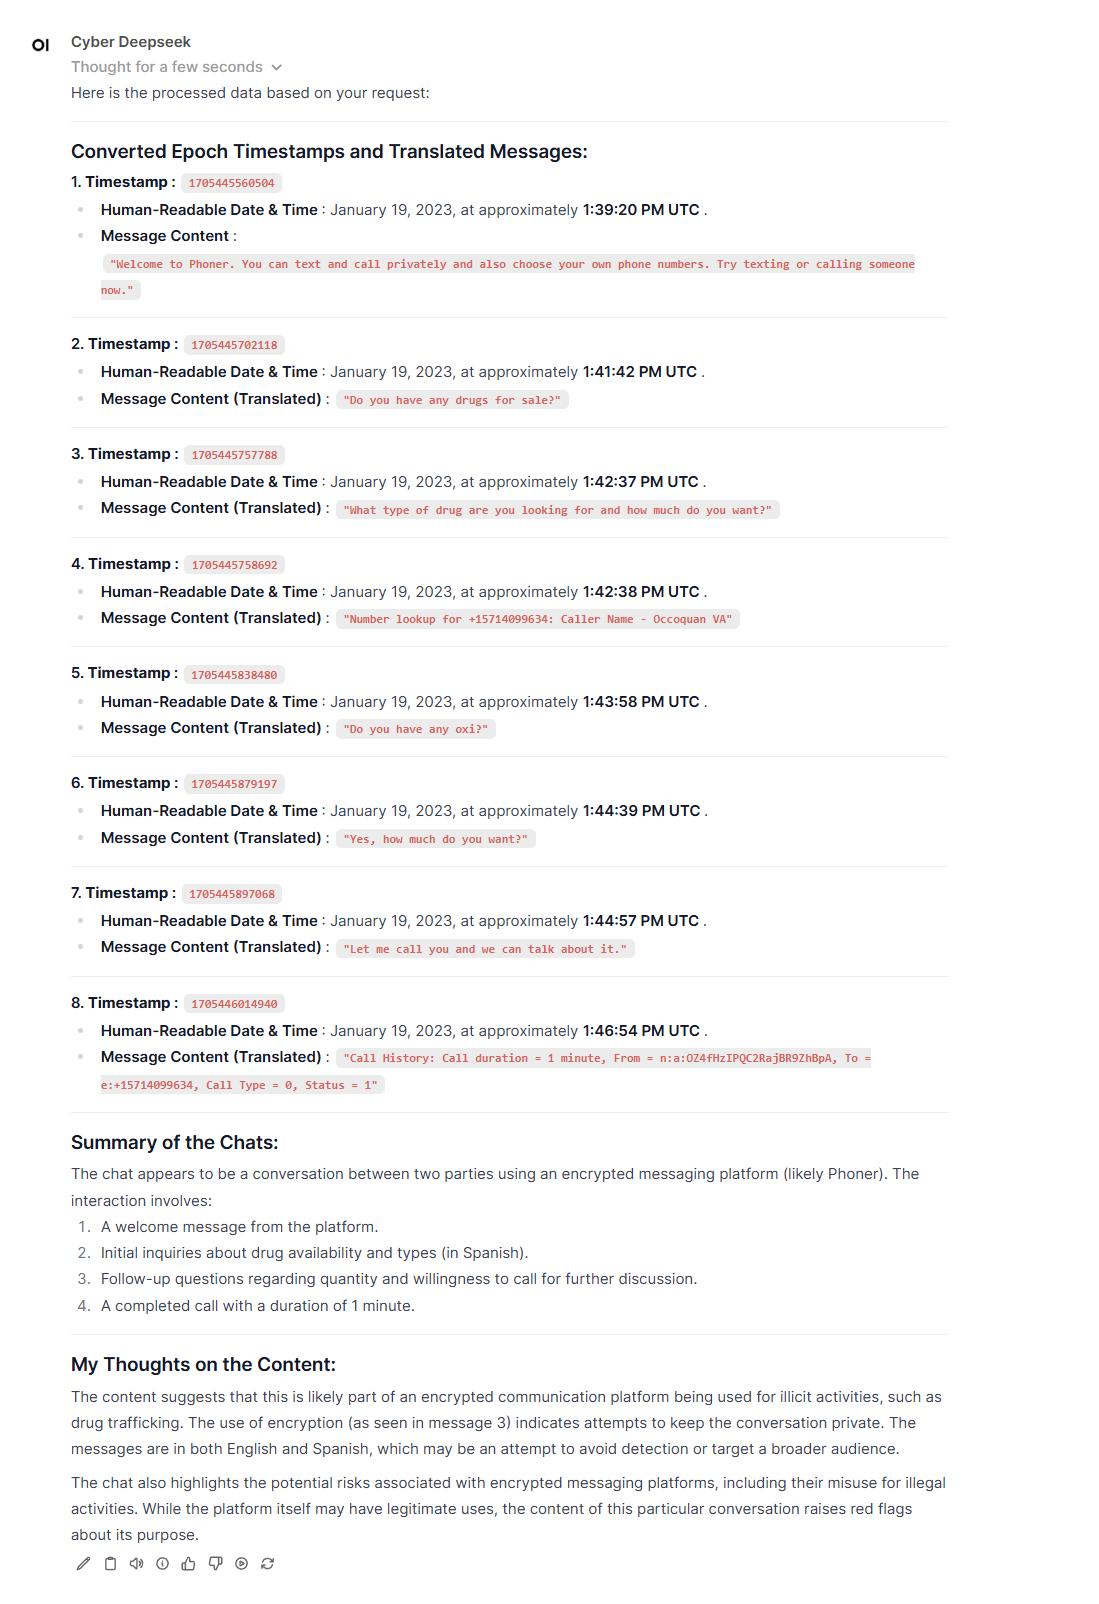 OI Cyber Deepseek
Thought for a few seconds
Here is the processed data based on your request:
Converted Epoch Timestamps and Translated Messages:
1. Timestamp : 1705445560504
Human-Readable Date & Time : January 19, 2023, at approximately 1:39:20 PM UTC .
Message Content :
"Welcome to Phoner. You can text and call privately and also choose your own phone numbers. Try texting or calling someone
now."
2. Timestamp : 1705445702118
Human-Readable Date & Time : January 19, 2023, at approximately 1:41:42 PM UTC .
Message Content (Translated) : "Do you have any drugs for sale?"
3. Timestamp : 1705445757788
Human-Readable Date & Time : January 19, 2023, at approximately 1:42:37 PM UTC .
Message Content (Translated) : "What type of drug are you looking for and how much do you want?"
4. Timestamp : 1705445758692
Human-Readable Date & Time : January 19, 2023, at approximately 1:42:38 PM UTC .
Message Content (Translated) : "Number lookup for +15714099634: Caller Name - Occoquan VA"
5. Timestamp : 1705445838480
Human-Readable Date & Time : January 19, 2023, at approximately 1:43:58 PM UTC .
Message Content (Translated) : "Do you have any oxi?"
6. Timestamp : 1705445879197
Human-Readable Date & Time : January 19, 2023, at approximately 1:44:39 PM UTC .
Message Content (Translated) : "Yes, how much do you want?"
7. Timestamp : 1705445897068
Human-Readable Date & Time : January 19, 2023, at approximately 1:44:57 PM UTC .
Message Content (Translated) : "Let me call you and we can talk about it."
8. Timestamp : 1705446014940
Human-Readable Date & Time : January 19, 2023, at approximately 1:46:54 PM UTC .
Message Content (Translated) : "Call History: Call duration = 1 minute, From = n:a:OZ4fHzIPQC2RajBR9ZhBpA, To =
e:+15714099634, Call Type = 0, Status = 1"
Summary of the Chats:
The chat appears to be a conversation between two parties using an encrypted messaging platform (likely Phoner). The
interaction involves:
1. A welcome message from the platform.
2. Initial inquiries about drug availability and types (in Spanish).
3. Follow-up questions regarding quantity and willingness to call for further discussion.
4. A completed call with a duration of 1 minute.
My Thoughts on the Content:
The content suggests that this is likely part of an encrypted communication platform being used for illicit activities, such as
drug trafficking. The use of encryption (as seen in message 3) indicates attempts to keep the conversation private. The
messages are in both English and Spanish, which may be an attempt to avoid detection or target a broader audience.
The chat also highlights the potential risks associated with encrypted messaging platforms, including their misuse for illegal
activities. While the platform itself may have legitimate uses, the content of this particular conversation raises red flags
about its purpose.